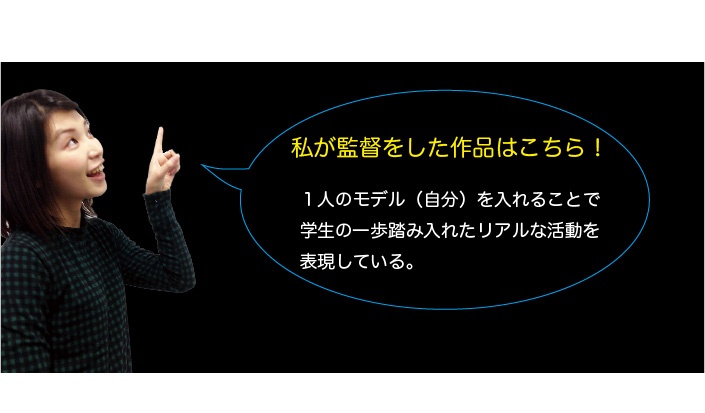 私が監督をした作品はこちら！
１人のモデル（自分）を入れることで
学生の一歩踏み入れたリアルな活動を
表現している。